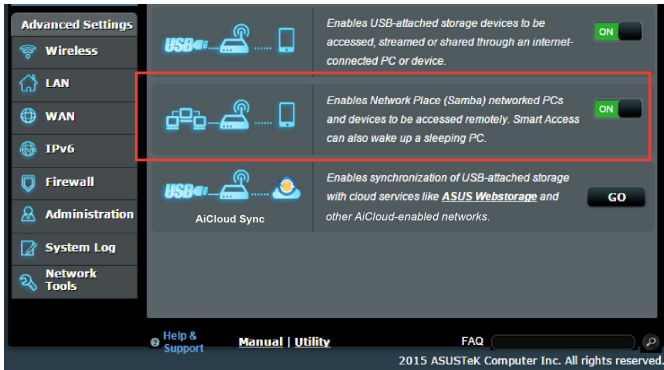 Advanced Settings
Wireless
LAN
WAN
IPv6
Firewall
Administration
System Log
Network
Tools
USB
Enables USB-attached storage devices to be
accessed, streamed or shared through an internet-
connected PC or device.
ON
Enables Network Place (Samba) networked PCs
and devices to be accessed remotely. Smart Access
can also wake up a sleeping PC.
ON
USB
AiCloud Sync
Enables synchronization of USB-attached storage
with cloud services like ASUS Webstorage and
other AiCloud-enabled networks.
GO
Help &
Support
Manual | Utility
FAQ
2015 ASUSTeK Computer Inc. All rights reserved.